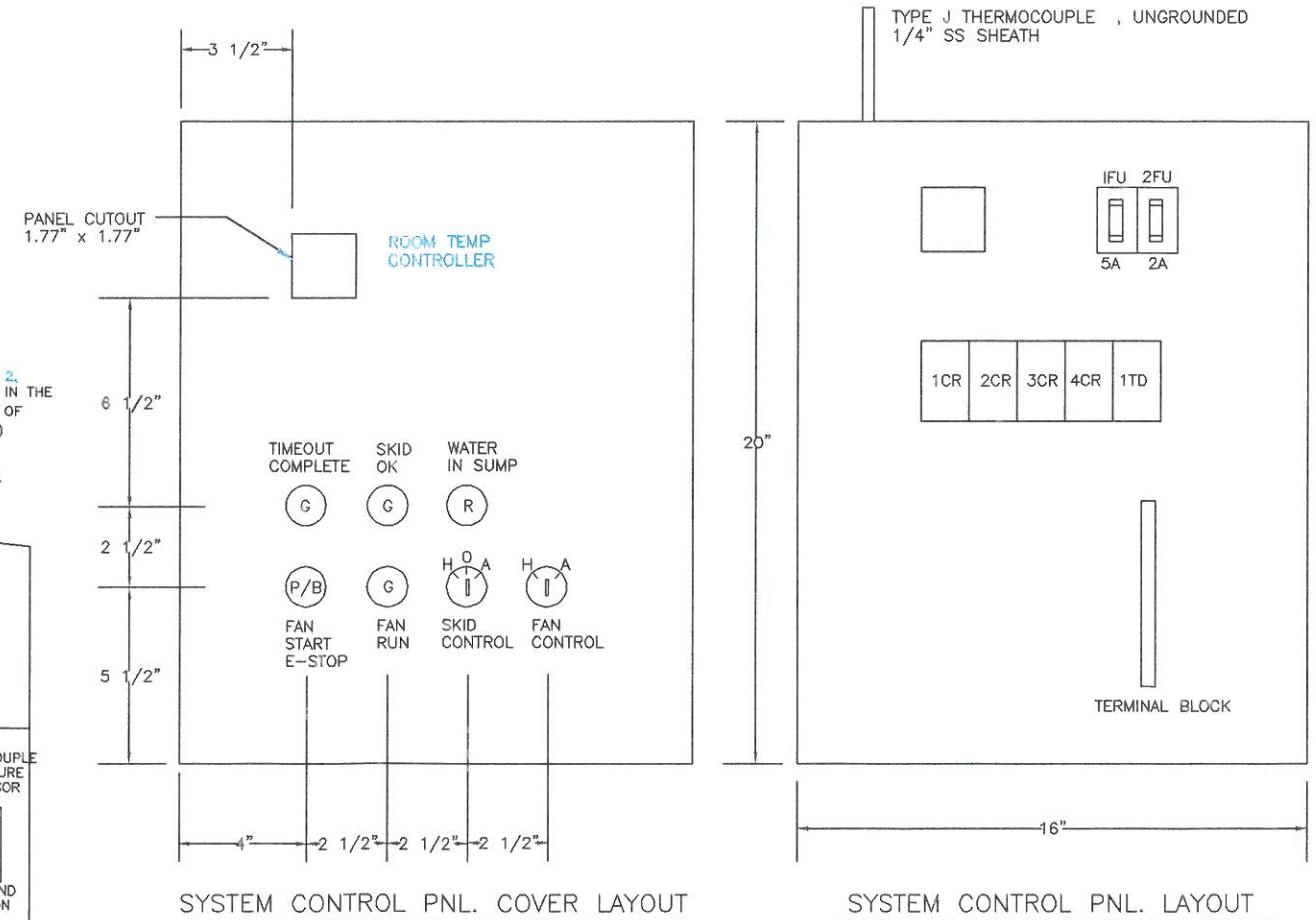 TYPE J THERMOCOUPLE , UNGROUNDED
1/4" SS SHEATH
3 1/2"
PANEL CUTOUT
1.77" x 1.77"
ROOM TEMP
CONTROLLER
1FU 2FU
5A 2A
2.
IN THE
OF
6 1/2"
1CR 2CR 3CR 4CR 1TD
20"
TIMEOUT
COMPLETE
SKID
OK
WATER
IN SUMP
G G R
2 1/2"
H O A
H A
P/B G
FAN
START
E-STOP
FAN
RUN
SKID
CONTROL
FAN
CONTROL
5 1/2"
TERMINAL BLOCK
OUPLE
URE
OR
ND
N
4" 2 1/2" 2 1/2" 2 1/2"
16"
SYSTEM CONTROL PNL. COVER LAYOUT
SYSTEM CONTROL PNL. LAYOUT